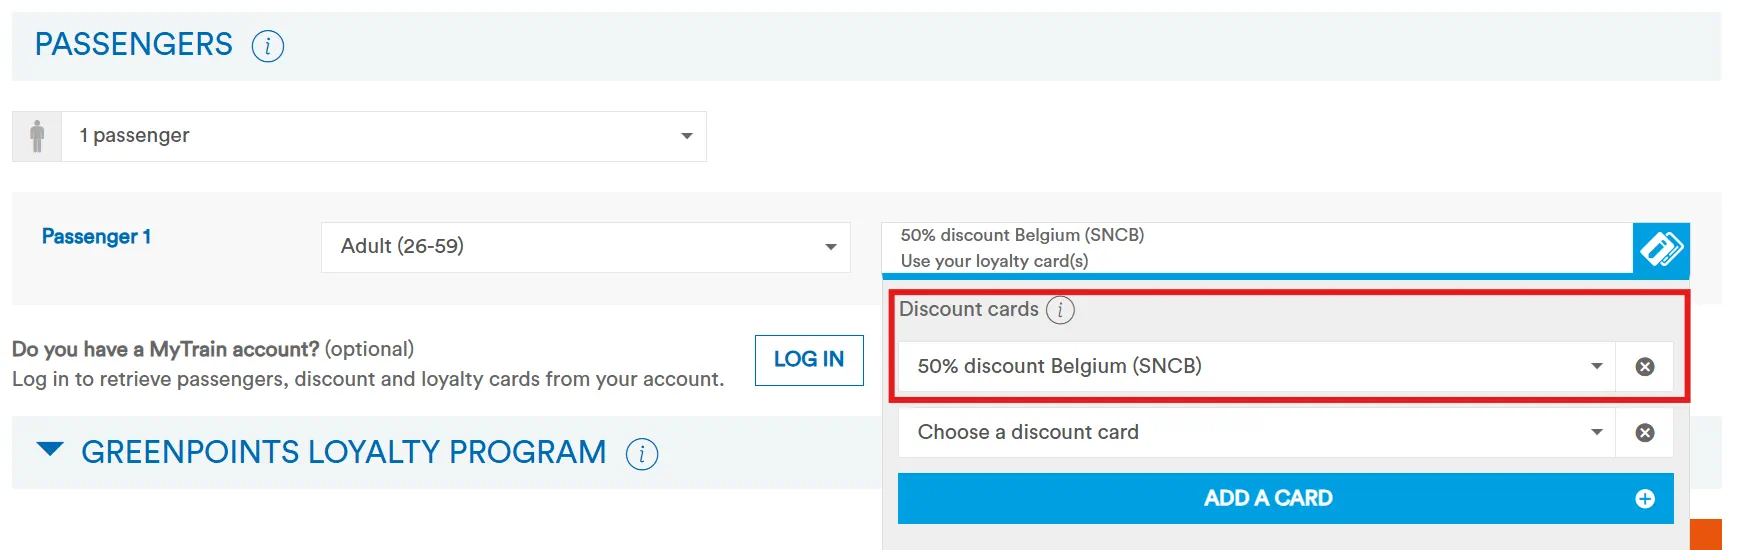 PASSENGERS i
1 passenger
Passenger 1
Adult (26-59)
50% discount Belgium (SNCB)
Use your loyalty card(s)
Discount cards i
50% discount Belgium (SNCB)
Choose a discount card
ADD A CARD
Do you have a MyTrain account? (optional)
Log in to retrieve passengers, discount and loyalty cards from your account.
LOG IN
GREENPOINTS LOYALTY PROGRAM i